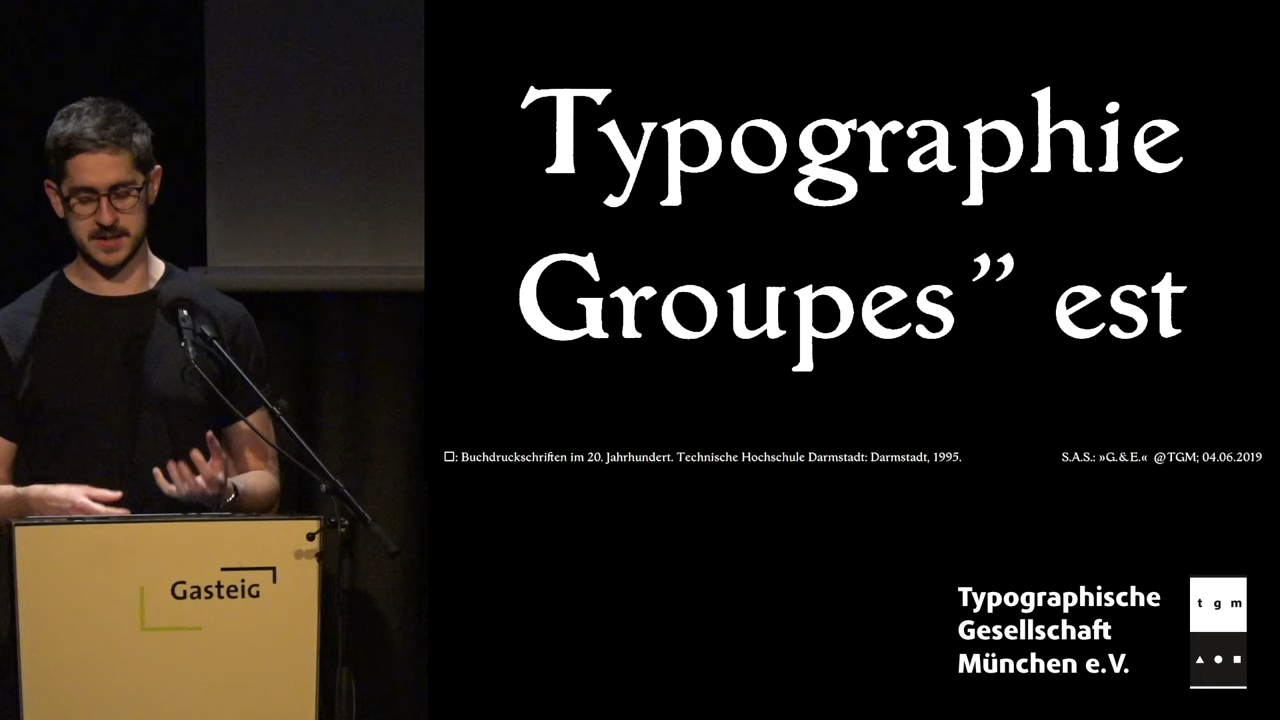 Typographie
Groupes” est
☐: Buchdruckschriften im 20. Jahrhundert. Technische Hochschule Darmstadt: Darmstadt, 1995.
S.A.S.: »G.&E.« @TGM; 04.06.2019
Gasteig
Typographische
Gesellschaft
München e.V.
t g m